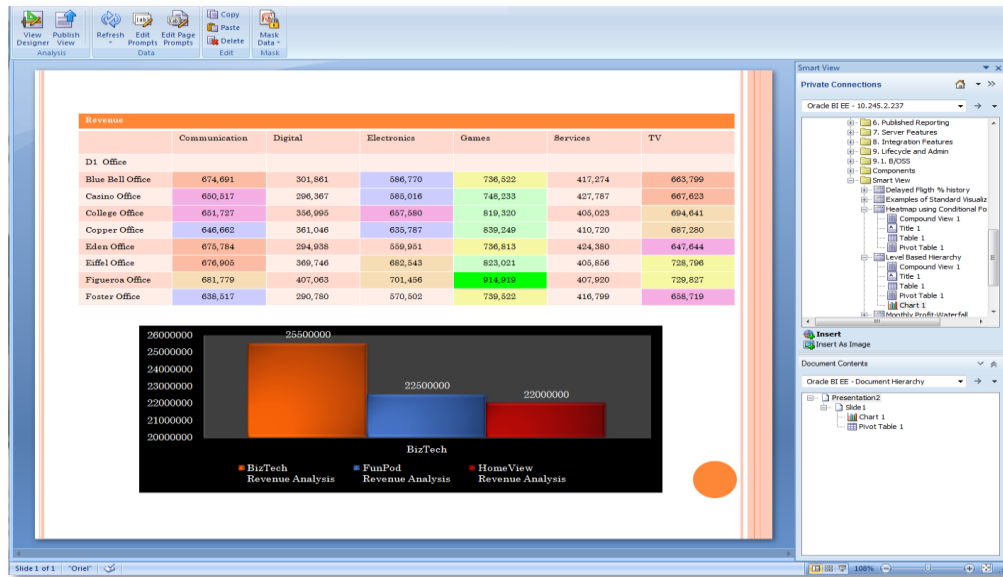 View Designer
Publish View
Refresh
Edit Prompts
Edit Page Prompts
Copy
Paste
Delete
Mask Data
Analysis
Data
Edit
Mask
Revenue
Communication Digital Electronics Games Services TV
D1 Office
Blue Bell Office 674,691 301,861 586,770 736,522 417,274 663,799
Casino Office 650,517 296,367 585,016 748,233 427,787 667,623
College Office 651,727 356,995 657,580 819,320 405,023 694,641
Copper Office 646,662 361,046 635,787 839,249 410,720 687,280
Eden Office 675,784 294,938 559,951 736,813 424,380 647,644
Eiffel Office 676,905 369,746 682,543 823,021 405,856 728,796
Figueroa Office 681,779 407,063 701,456 914,919 407,920 729,827
Foster Office 638,517 290,780 570,502 739,522 416,799 658,719
26000000
25000000
24000000
23000000
22000000
21000000
20000000
25500000
22500000
22000000
BizTech
BizTech Revenue Analysis
FunPod Revenue Analysis
HomeView Revenue Analysis
Smart View
Private Connections
Oracle BI EE - 10.245.2.237
6. Published Reporting
7. Server Features
8. Integration Features
9. Lifecycle and Admin
9.1. B/OSS
Components
Smart View
Delayed Fligth % history
Examples of Standard Visualiz
Heatmap using Conditional Fo
Compound View 1
Title 1
Table 1
Pivot Table 1
Level Based Hierarchy
Compound View 1
Title 1
Table 1
Pivot Table 1
Chart 1
Monthly Profit-Waterfall
Insert
Insert As Image
Document Contents
Oracle BI EE - Document Hierarchy
Presentation2
Slide1
Chart 1
Pivot Table 1
Slide 1 of 1 "Oriel"
108%